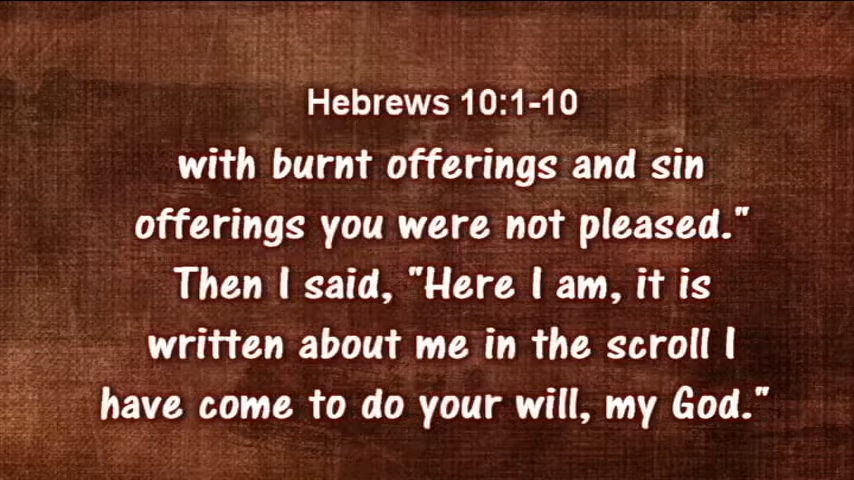 Hebrews 10:1-10
with burnt offerings and sin
offerings you were not pleased."
Then I said, "Here I am, it is
written about me in the scroll I
have come to do your will, my God."